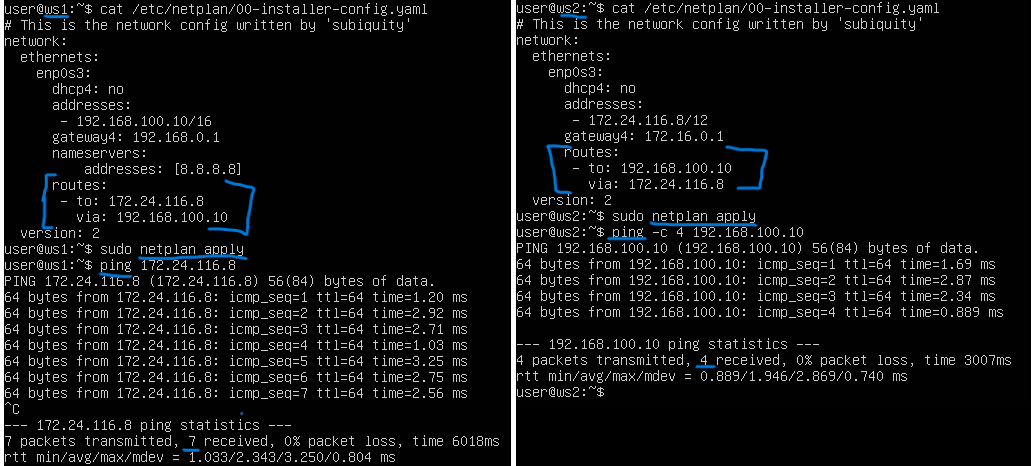 user@ws1:~$ cat /etc/netplan/00-installer-config.yaml
# This is the network config written by 'subiquity'
network:
  ethernets:
    enp0s3:
      dhcp4: no
      addresses:
       - 192.168.100.10/16
      gateway4: 192.168.0.1
      nameservers:
          addresses: [8.8.8.8]
      routes:
       - to: 172.24.116.8
         via: 192.168.100.10
  version: 2
user@ws1:~$ sudo netplan apply
user@ws1:~$ ping 172.24.116.8
PING 172.24.116.8 (172.24.116.8) 56(84) bytes of data.
64 bytes from 172.24.116.8: icmp_seq=1 ttl=64 time=1.20 ms
64 bytes from 172.24.116.8: icmp_seq=2 ttl=64 time=2.92 ms
64 bytes from 172.24.116.8: icmp_seq=3 ttl=64 time=2.71 ms
64 bytes from 172.24.116.8: icmp_seq=4 ttl=64 time=1.03 ms
64 bytes from 172.24.116.8: icmp_seq=5 ttl=64 time=3.25 ms
64 bytes from 172.24.116.8: icmp_seq=6 ttl=64 time=2.75 ms
64 bytes from 172.24.116.8: icmp_seq=7 ttl=64 time=2.56 ms
^C
--- 172.24.116.8 ping statistics ---
7 packets transmitted, 7 received, 0% packet loss, time 6018ms
rtt min/avg/max/mdev = 1.033/2.343/3.250/0.804 ms
user@ws2:~$ cat /etc/netplan/00-installer-config.yaml
# This is the network config written by 'subiquity'
network:
  ethernets:
    enp0s3:
      dhcp4: no
      addresses:
       - 172.24.116.8/12
      gateway4: 172.16.0.1
      routes:
       - to: 192.168.100.10
         via: 172.24.116.8
  version: 2
user@ws2:~$ sudo netplan apply
user@ws2:~$ ping -c 4 192.168.100.10
PING 192.168.100.10 (192.168.100.10) 56(84) bytes of data.
64 bytes from 192.168.100.10: icmp_seq=1 ttl=64 time=1.69 ms
64 bytes from 192.168.100.10: icmp_seq=2 ttl=64 time=2.87 ms
64 bytes from 192.168.100.10: icmp_seq=3 ttl=64 time=2.34 ms
64 bytes from 192.168.100.10: icmp_seq=4 ttl=64 time=0.889 ms
--- 192.168.100.10 ping statistics ---
4 packets transmitted, 4 received, 0% packet loss, time 3007ms
rtt min/avg/max/mdev = 0.889/1.946/2.869/0.740 ms
user@ws2:~$